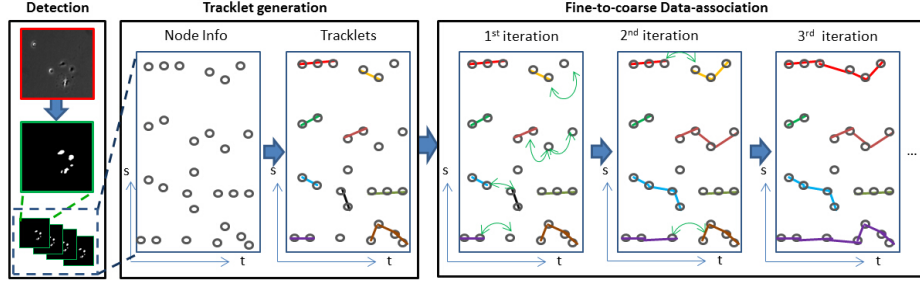 Detection
Tracklet generation
Fine-to-coarse Data-association
Node Info
Tracklets
1st iteration
2nd iteration
3rd iteration
s
t
s
t
s
t
s
t
s
t
...